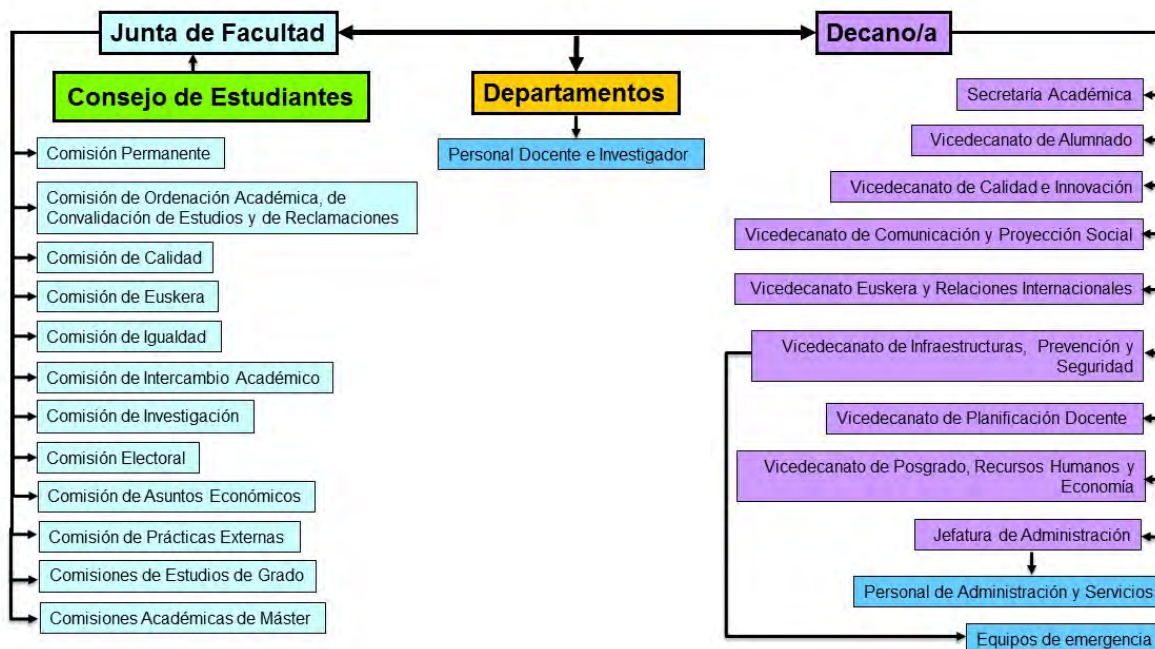 Junta de Facultad
Decano/a
Consejo de Estudiantes
Departamentos
Personal Docente e Investigador
Comisión Permanente
Comisión de Ordenación Académica, de
Convalidación de Estudios y de Reclamaciones
Comisión de Calidad
Comisión de Euskera
Comisión de Igualdad
Comisión de Intercambio Académico
Comisión de Investigación
Comisión Electoral
Comisión de Asuntos Económicos
Comisión de Prácticas Externas
Comisiones de Estudios de Grado
Comisiones Académicas de Máster
Secretaría Académica
Vicedecanato de Alumnado
Vicedecanato de Calidad e Innovación
Vicedecanato de Comunicación y Proyección Social
Vicedecanato Euskera y Relaciones Internacionales
Vicedecanato de Infraestructuras, Prevención y
Seguridad
Vicedecanato de Planificación Docente
Vicedecanato de Posgrado, Recursos Humanos y
Economía
Jefatura de Administración
Personal de Administración y Servicios
Equipos de emergencia